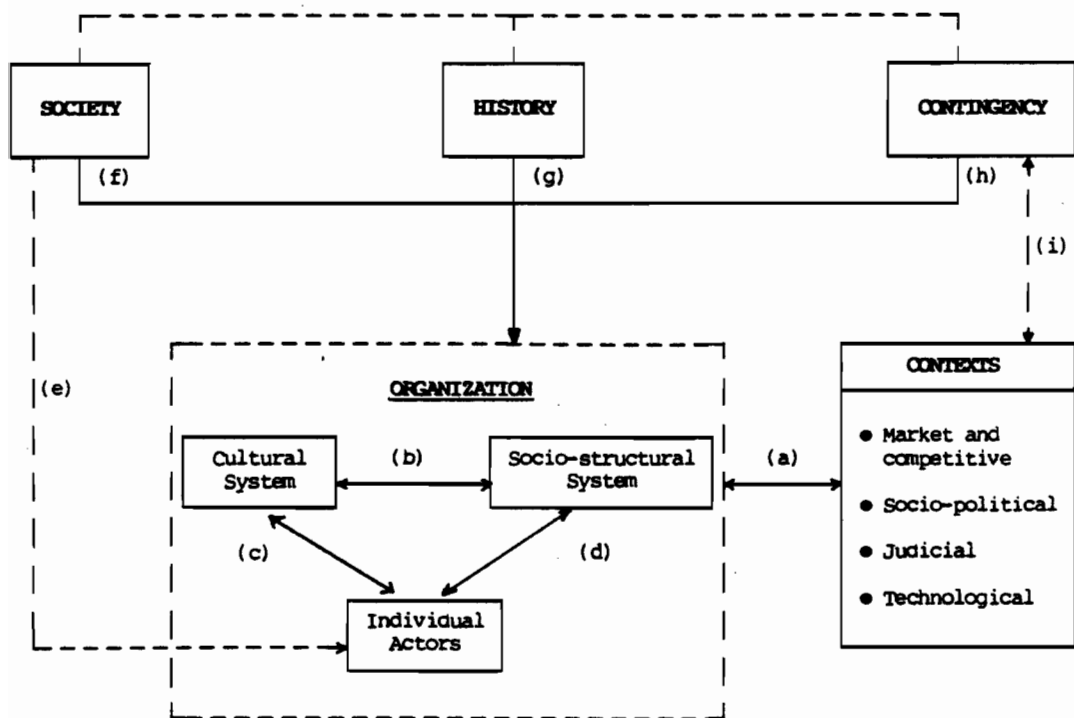 SOCIETY
HISTORY
CONTINGENCY
(f)
(g)
(h)
(i)
(e)
ORGANIZATION
Cultural
System
(b)
Socio-structural
System
(a)
(c)
(d)
Individual
Actors
CONTEXTS
● Market and
competitive
● Socio-political
● Judicial
● Technological